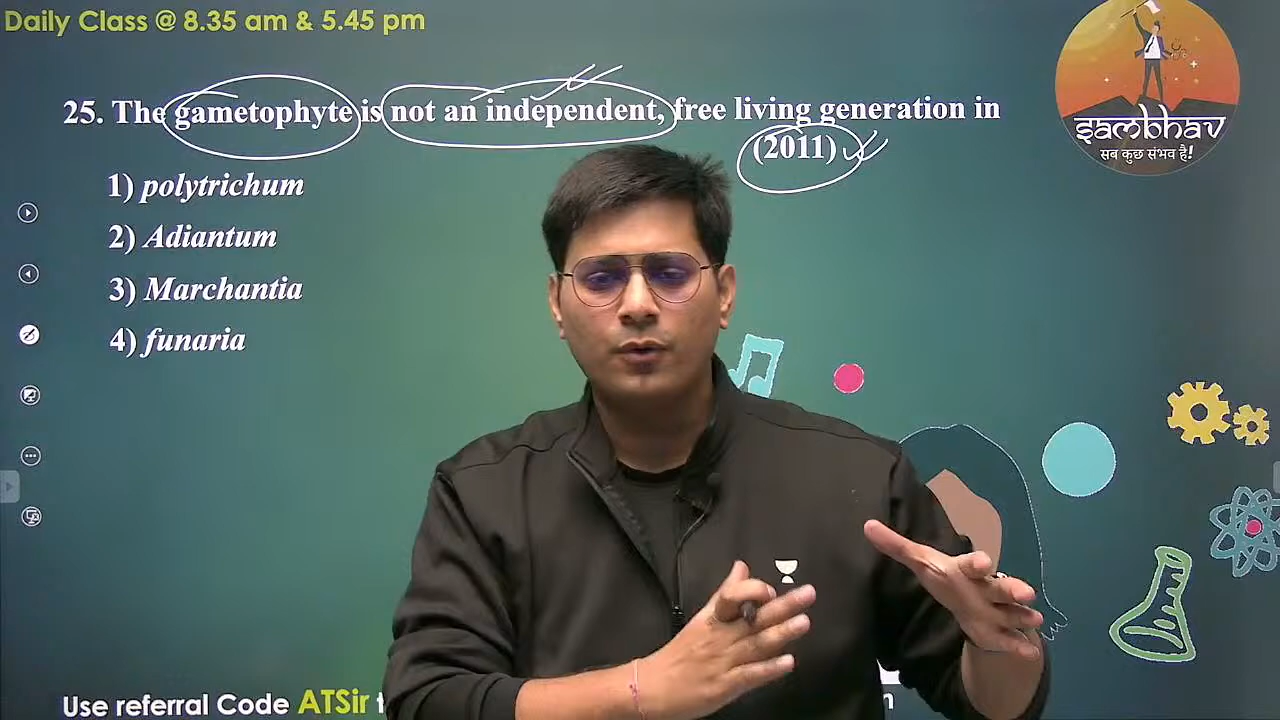 Daily Class @ 8.35 am & 5.45 pm
25. The gametophyte is not an independent, free living generation in
(2011)
1) polytrichum
2) Adiantum
3) Marchantia
4) funaria
sambhav
सब कुछ संभव है!
Use referral Code ATSir